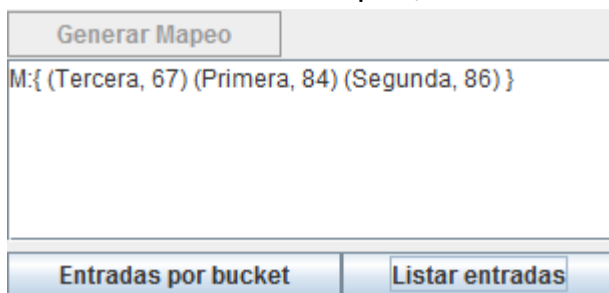 Generar Mapeo
M:{ (Tercera, 67) (Primera, 84) (Segunda, 86) }
Entradas por bucket
Listar entradas